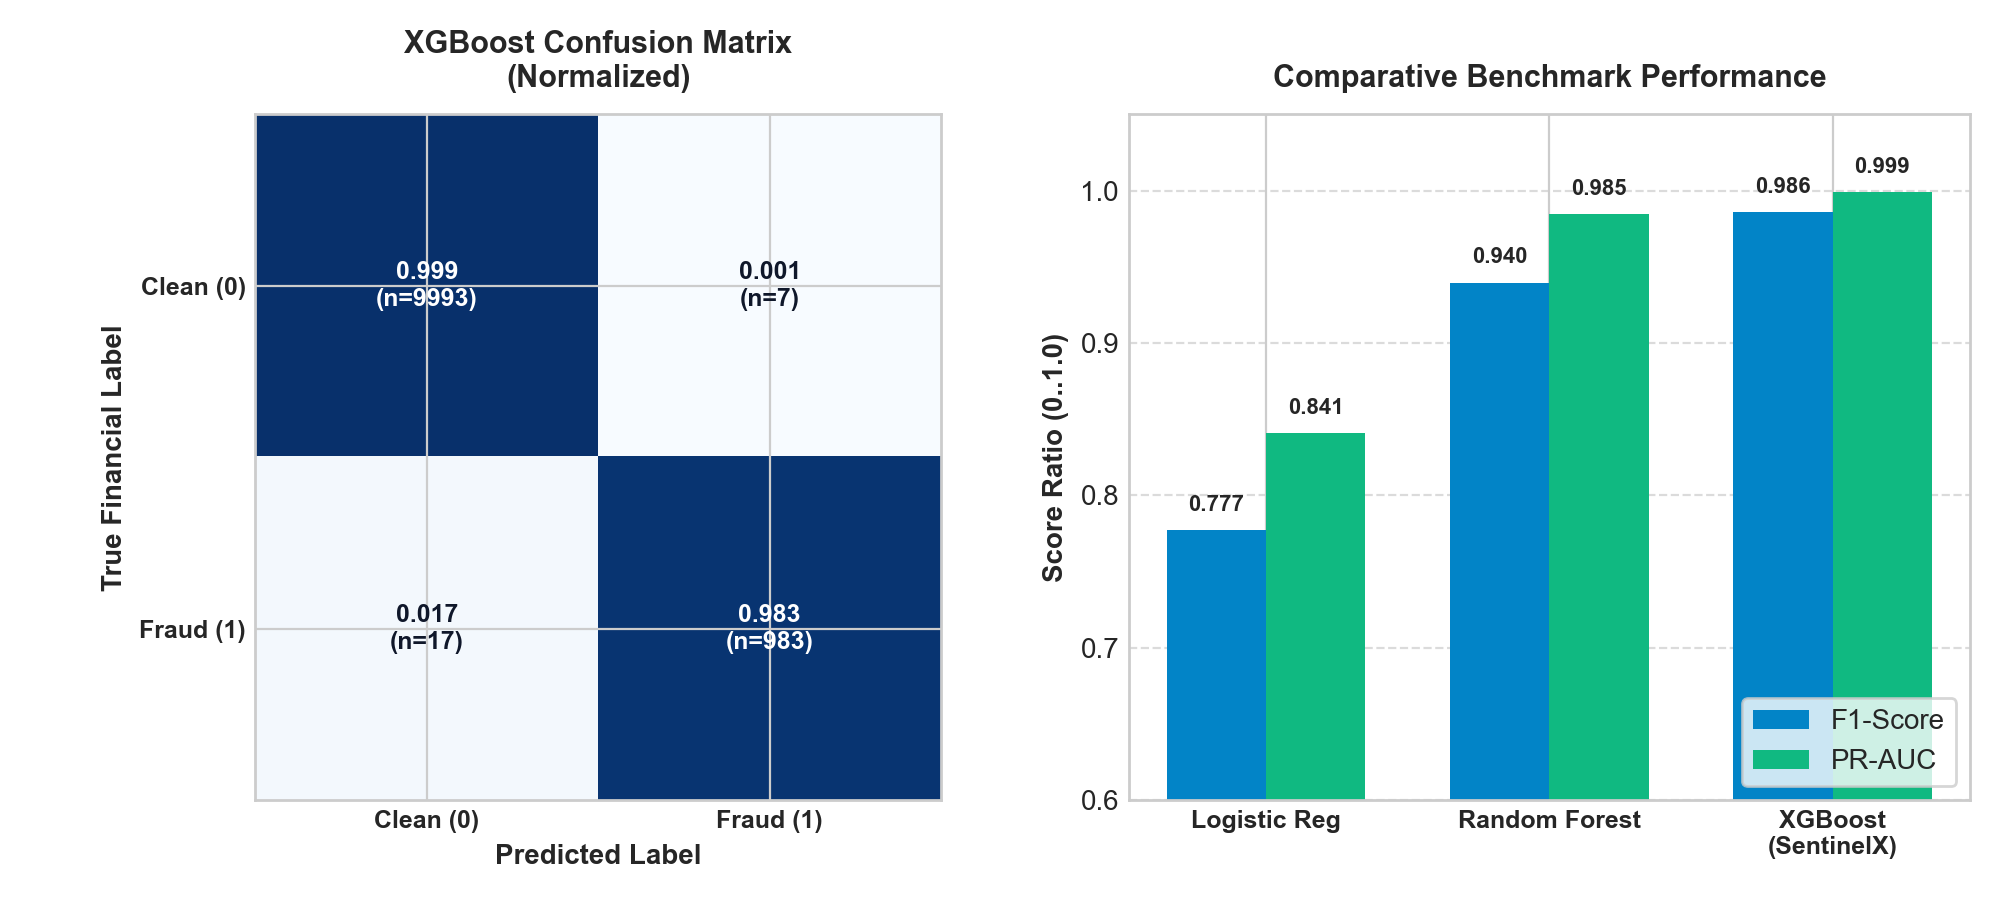 XGBoost Confusion Matrix
(Normalized)
True Financial Label
Clean (0)
0.999
(n=9993)
0.001
(n=7)
Fraud (1)
0.017
(n=17)
0.983
(n=983)
Clean (0)
Fraud (1)
Predicted Label
Comparative Benchmark Performance
Score Ratio (0..1.0)
1.0
0.9
0.8
0.7
0.6
0.777
0.841
0.940
0.985
0.986
0.999
F1-Score
PR-AUC
Logistic Reg
Random Forest
XGBoost
(SentinelX)